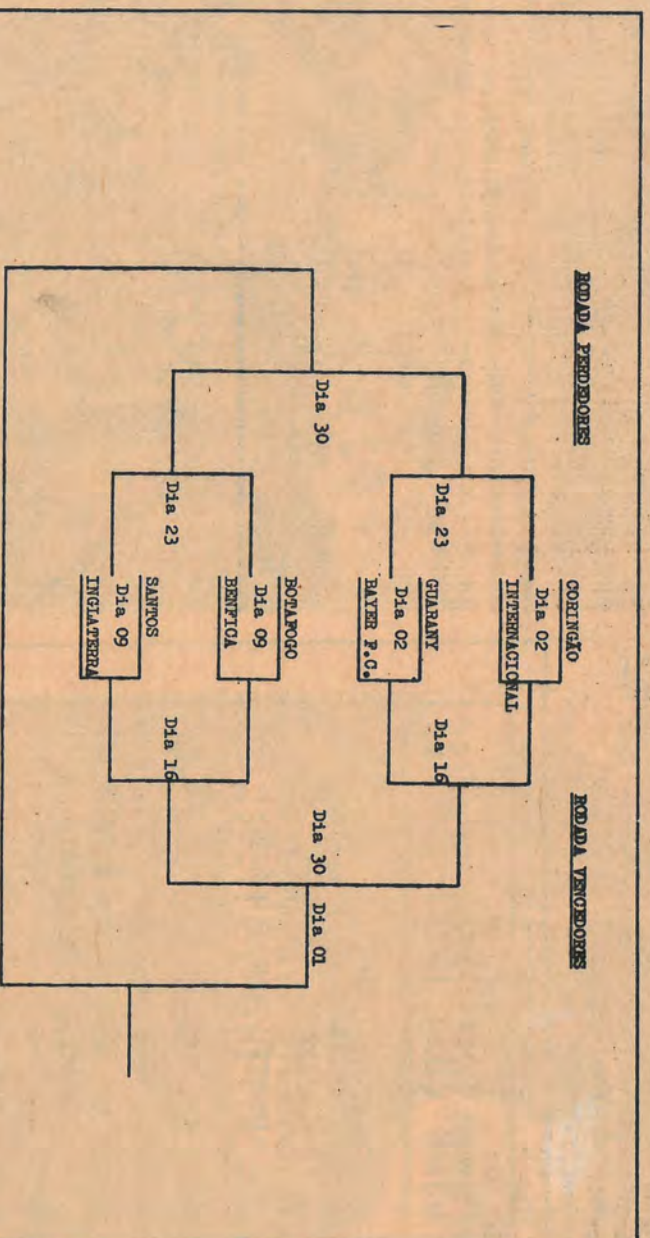 RODADA PERDEDORES
RODADA VENCEDORES
CORINGÃO
Dia 02
INTERNACIONAL
GUARANY
Dia 02
BAYER F.C.
BOTAFOGO
Dia 09
BENFICA
SANTOS
Dia 09
INGLATERRA
Dia 23
Dia 23
Dia 30
Dia 16
Dia 16
Dia 30
Dia 01